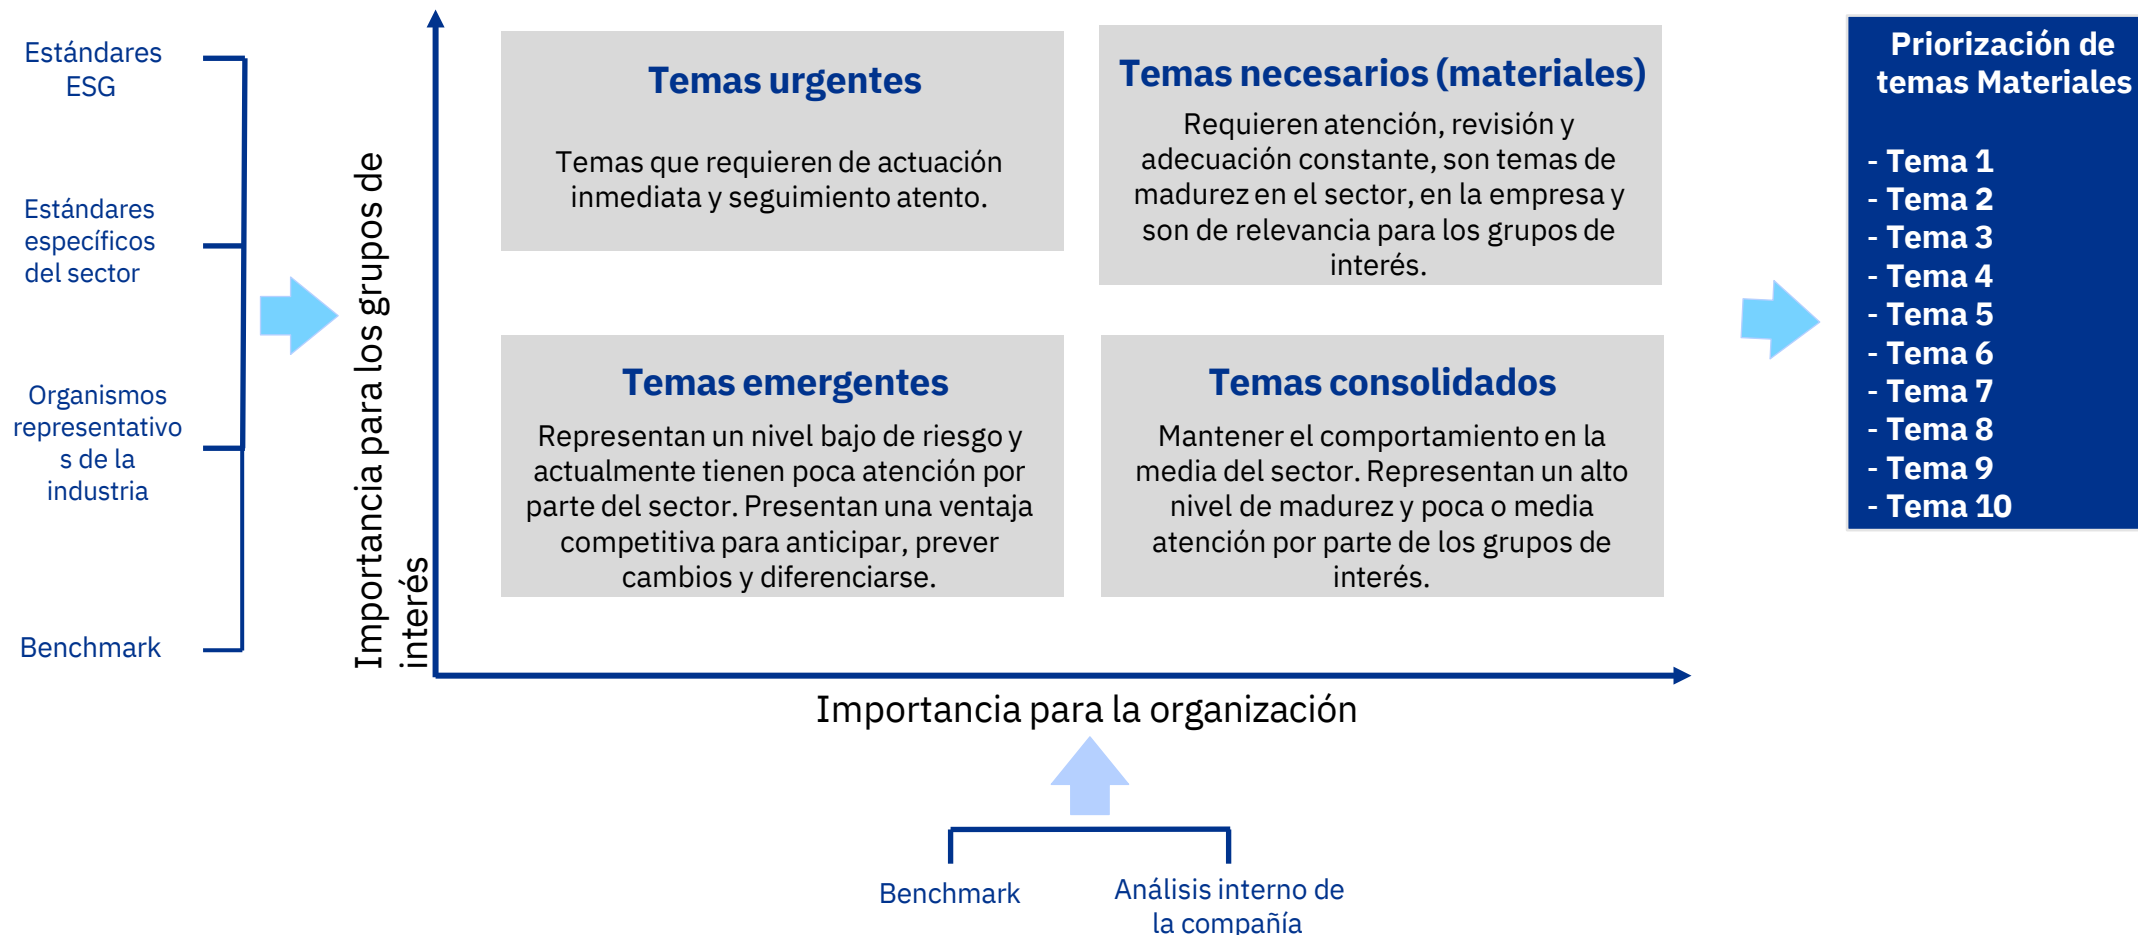 Estándares
ESG
Estándares
específicos
del sector
Organismos
representativo
s de la
industria
Benchmark
Importancia para los grupos de
interés
Temas urgentes
Temas que requieren de actuación
inmediata y seguimiento atento.
Temas necesarios (materiales)
Requieren atención, revisión y
adecuación constante, son temas de
madurez en el sector, en la empresa y
son de relevancia para los grupos de
interés.
Temas emergentes
Representan un nivel bajo de riesgo y
actualmente tienen poca atención por
parte del sector. Presentan una ventaja
competitiva para anticipar, prever
cambios y diferenciarse.
Temas consolidados
Mantener el comportamiento en la
media del sector. Representan un alto
nivel de madurez y poca o media
atención por parte de los grupos de
interés.
Importancia para la organización
Benchmark
Análisis interno de
la compañía
Priorización de
temas Materiales
- Tema 1
- Tema 2
- Tema 3
- Tema 4
- Tema 5
- Tema 6
- Tema 7
- Tema 8
- Tema 9
- Tema 10